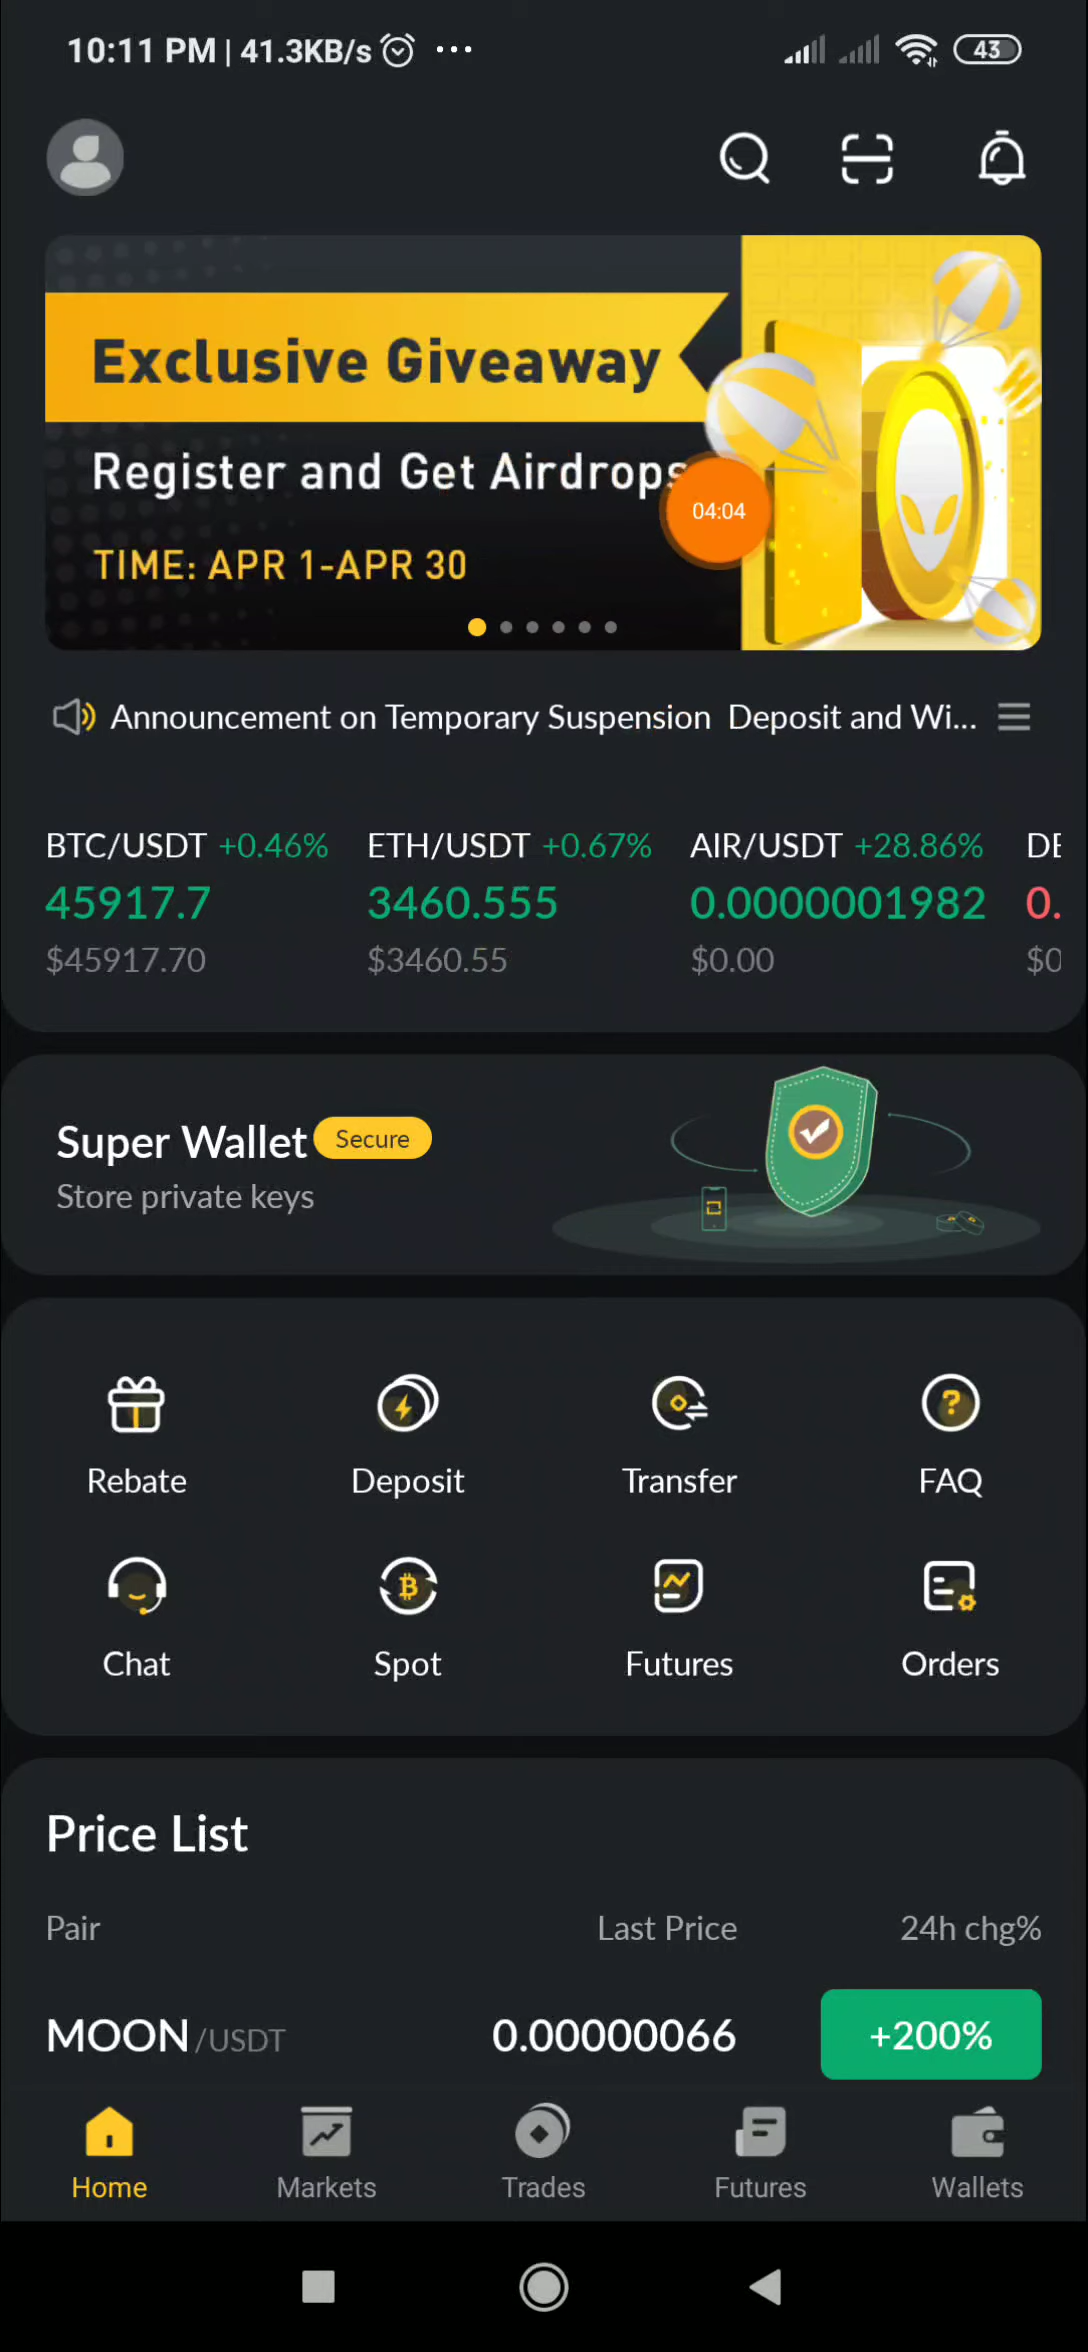 10:11 PM | 41.3KB/s ...
43
Exclusive Giveaway
Register and Get Airdrops
04:04
TIME: APR 1-APR 30
Announcement on Temporary Suspension Deposit and Wi...
BTC/USDT +0.46% ETH/USDT +0.67% AIR/USDT +28.86%
45917.7 3460.555 0.0000001982 0.
$45917.70 $3460.55 $0.00 $0
Super Wallet Secure
Store private keys
Rebate Deposit Transfer FAQ
Chat Spot Futures Orders
Price List
Pair Last Price 24h chg%
MOON/USDT 0.00000066 +200%
Home Markets Trades Futures Wallets